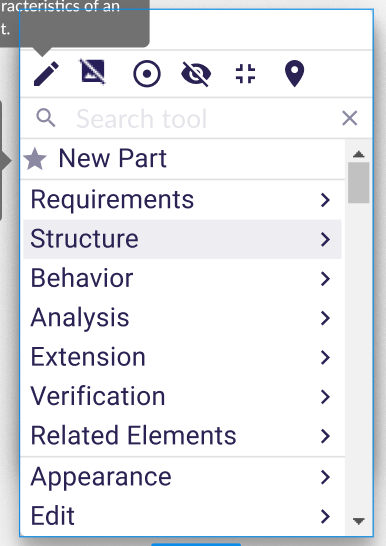 racteristics of an
t.
Search tool
New Part
Requirements
Structure
Behavior
Analysis
Extension
Verification
Related Elements
Appearance
Edit